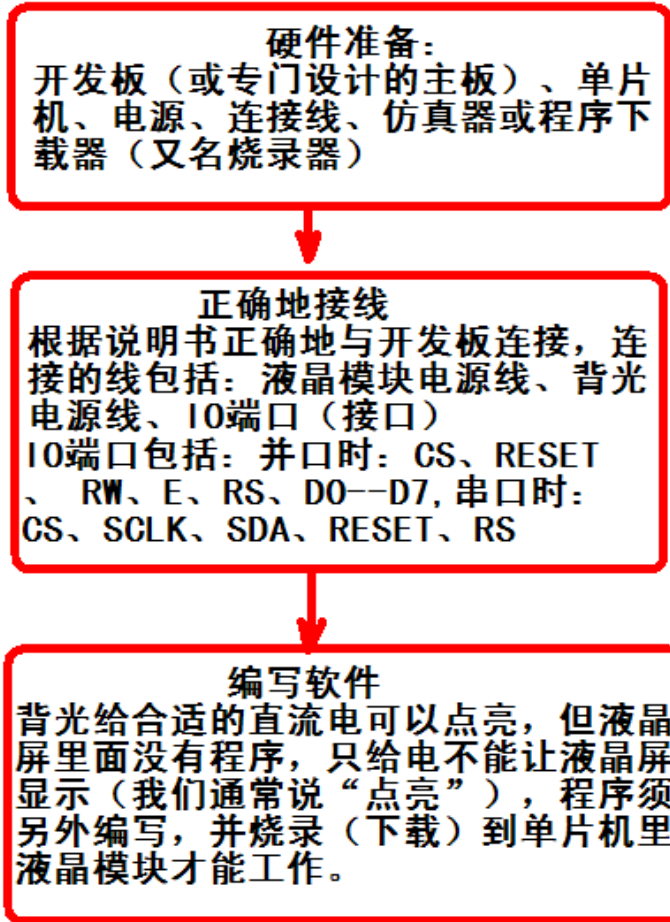 硬件准备：
开发板（或专门设计的主板）、单片
机、电源、连接线、仿真器或程序下
载器（又名烧录器）
正确地接线
根据说明书正确地与开发板连接，连
接的线包括：液晶模块电源线、背光
电源线、IO端口（接口）
IO端口包括：并口时：CS、RESET
、 RW、E、RS、D0--D7,串口时：
CS、SCLK、SDA、RESET、RS
编写软件
背光给合适的直流电可以点亮，但液晶
屏里面没有程序，只给电不能让液晶屏
显示（我们通常说“点亮”），程序须
另外编写，并烧录（下载）到单片机里
液晶模块才能工作。